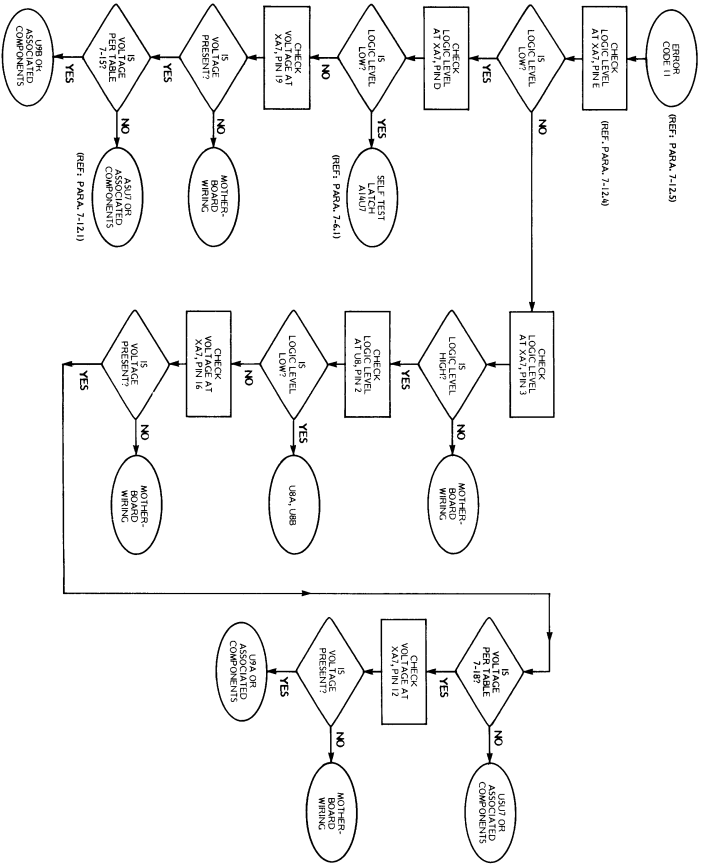 ERROR
CODE 11
(REF: PARA. 7-12.5)
CHECK
LOGIC LEVEL
AT XA7, PIN E
(REF. PARA. 7-12.4)
IS
LOGIC LEVEL
LOW?
YES
NO
CHECK
LOGIC LEVEL
AT XA7, PIN D
IS
LOGIC LEVEL
LOW?
YES
SELF TEST
LATCH
A14U7
(REF: PARA. 7-6.1)
NO
CHECK
VOLTAGE AT
XA7, PIN 19
IS
VOLTAGE
PRESENT?
NO
MOTHER-
BOARD
WIRING
YES
IS
VOLTAGE
PER TABLE
7-15?
NO
A5U7 OR
ASSOCIATED
COMPONENTS
(REF: PARA. 7-12.1)
YES
U9B OR
ASSOCIATED
COMPONENTS
CHECK
LOGIC LEVEL
AT XA7, PIN 3
IS
LOGIC LEVEL
HIGH?
NO
MOTHER-
BOARD
WIRING
YES
CHECK
LOGIC LEVEL
AT U8, PIN 2
IS
LOGIC LEVEL
LOW?
YES
U8A, U8B
NO
CHECK
VOLTAGE AT
XA7, PIN 16
IS
VOLTAGE
PRESENT?
NO
MOTHER-
BOARD
WIRING
YES
IS
VOLTAGE
PER TABLE
7-18?
NO
U5U7 OR
ASSOCIATED
COMPONENTS
YES
CHECK
VOLTAGE AT
XA7, PIN 12
IS
VOLTAGE
PRESENT?
NO
MOTHER-
BOARD
WIRING
YES
U9A OR
ASSOCIATED
COMPONENTS